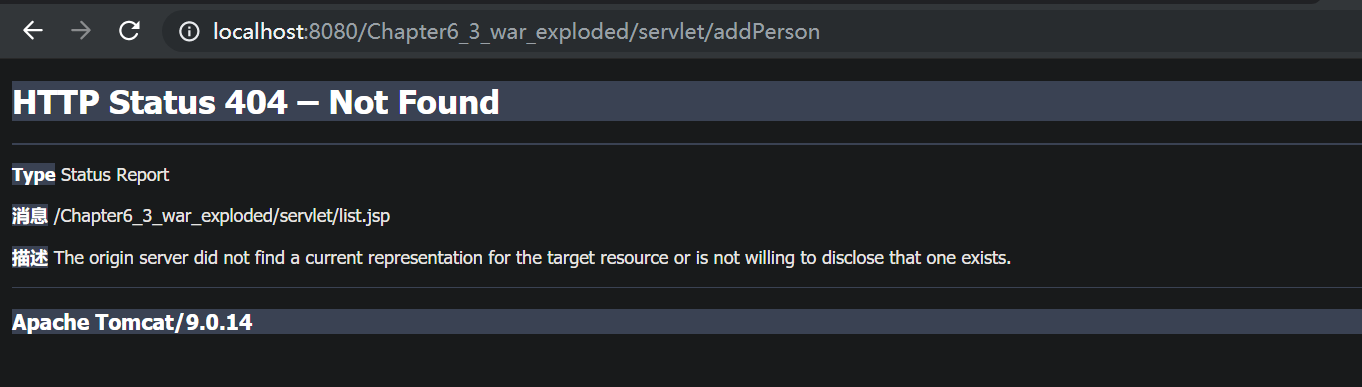 localhost:8080/Chapter6_3_war_exploded/servlet/addPerson
HTTP Status 404 – Not Found
Type Status Report
消息 /Chapter6_3_war_exploded/servlet/list.jsp
描述 The origin server did not find a current representation for the target resource or is not willing to disclose that one exists.
Apache Tomcat/9.0.14